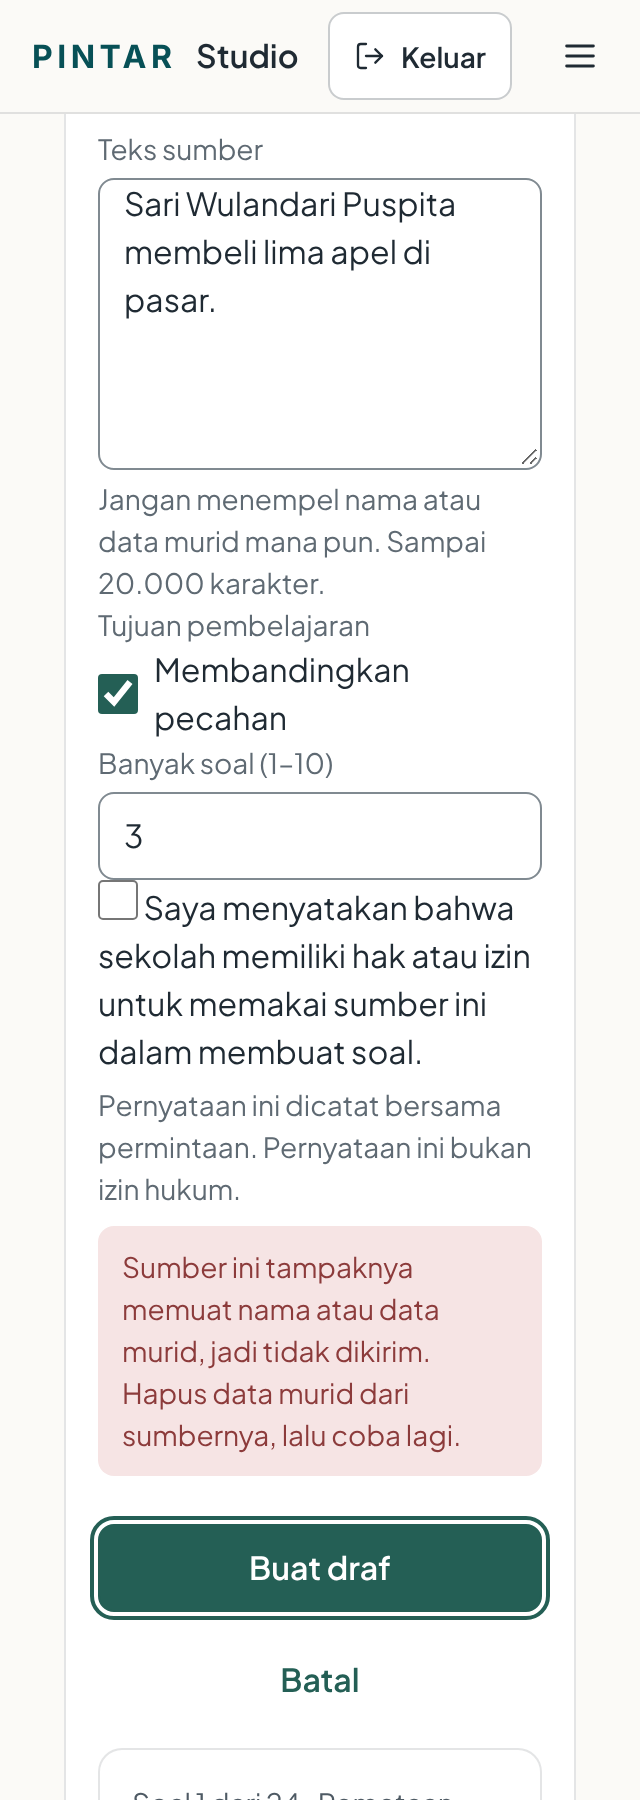 PINTAR Studio
Keluar
Teks sumber
Sari Wulandari Puspita
membeli lima apel di
pasar.
Jangan menempel nama atau
data murid mana pun. Sampai
20.000 karakter.
Tujuan pembelajaran
Membandingkan
pecahan
Banyak soal (1–10)
3
Saya menyatakan bahwa
sekolah memiliki hak atau izin
untuk memakai sumber ini
dalam membuat soal.
Pernyataan ini dicatat bersama
permintaan. Pernyataan ini bukan
izin hukum.
Sumber ini tampaknya
memuat nama atau data
murid, jadi tidak dikirim.
Hapus data murid dari
sumbernya, lalu coba lagi.
Buat draf
Batal